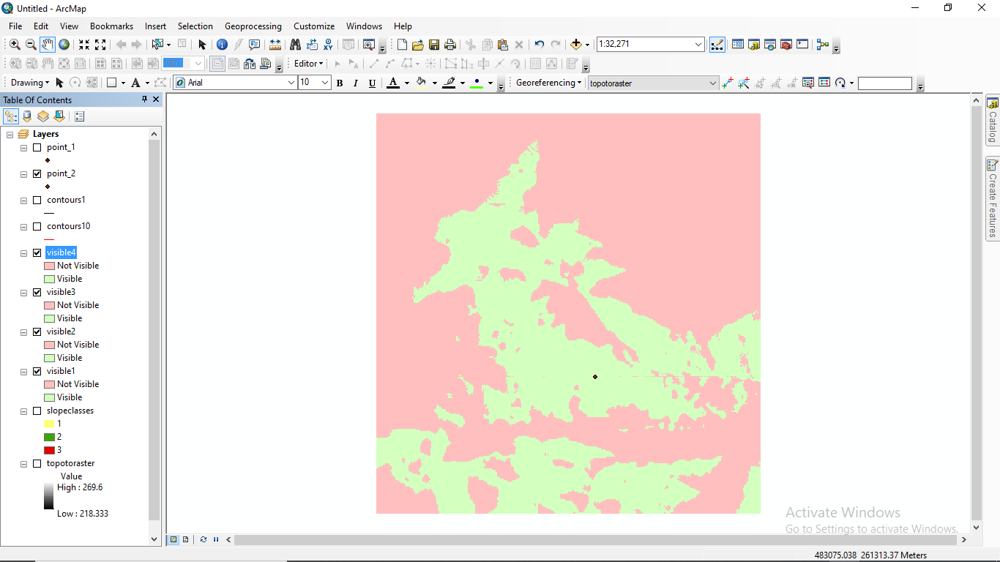 Untitled - ArcMap
File Edit View Bookmarks Insert Selection Geoprocessing Customize Windows Help
1:32,271
100%
Editor
Drawing
Arial
10
B I U A
Georeferencing
topotoraster
Table Of Contents
Layers
point_1
point_2
contours1
contours10
visible4
Not Visible
Visible
visible3
Not Visible
Visible
visible2
Not Visible
Visible
visible1
Not Visible
Visible
slopeclasses
1
2
3
topotoraster
Value
High : 269.6
Low : 218.333
Catalog
Create Features
Activate Windows
Go to Settings to activate Windows.
483075.038 261313.37 Meters